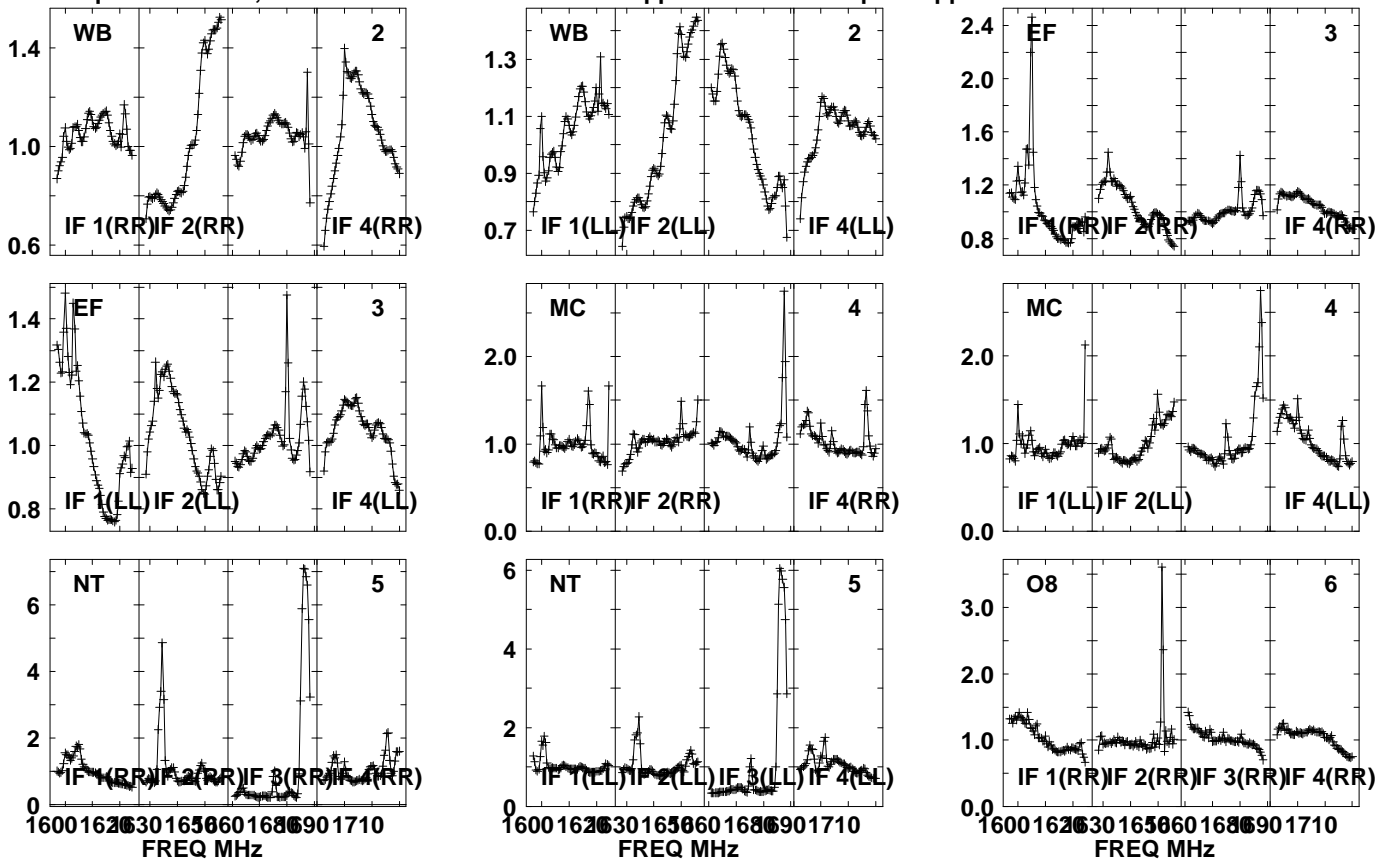 WB 2
1.4
1.2
1.0
0.8
0.6
IF 1(RR) IF 2(RR) IF 4(RR)
WB 2
1.3
1.1
0.9
0.7
IF 1(LL) IF 2(LL) IF 4(LL)
EF 3
2.4
2.0
1.6
1.2
0.8
IF 1(RR) IF 2(RR) IF 4(RR)
EF 3
1.4
1.2
1.0
0.8
IF 1(LL) IF 2(LL) IF 4(LL)
MC 4
2.0
1.0
0.0
IF 1(RR) IF 2(RR) IF 4(RR)
MC 4
2.0
1.0
0.0
IF 1(LL) IF 2(LL) IF 4(LL)
NT 5
6
4
2
0
IF 1(RR) IF 2(RR) IF 3(RR) IF 4(RR)
1600 1620 1630 1650 1660 1680 1690 1710
FREQ MHz
NT 5
6
4
2
0
IF 1(LL) IF 2(LL) IF 3(LL) IF 4(LL)
1600 1620 1630 1650 1660 1680 1690 1710
FREQ MHz
O8 6
3.0
2.0
1.0
0.0
IF 1(RR) IF 2(RR) IF 3(RR) IF 4(RR)
1600 1620 1630 1650 1660 1680 1690 1710
FREQ MHz